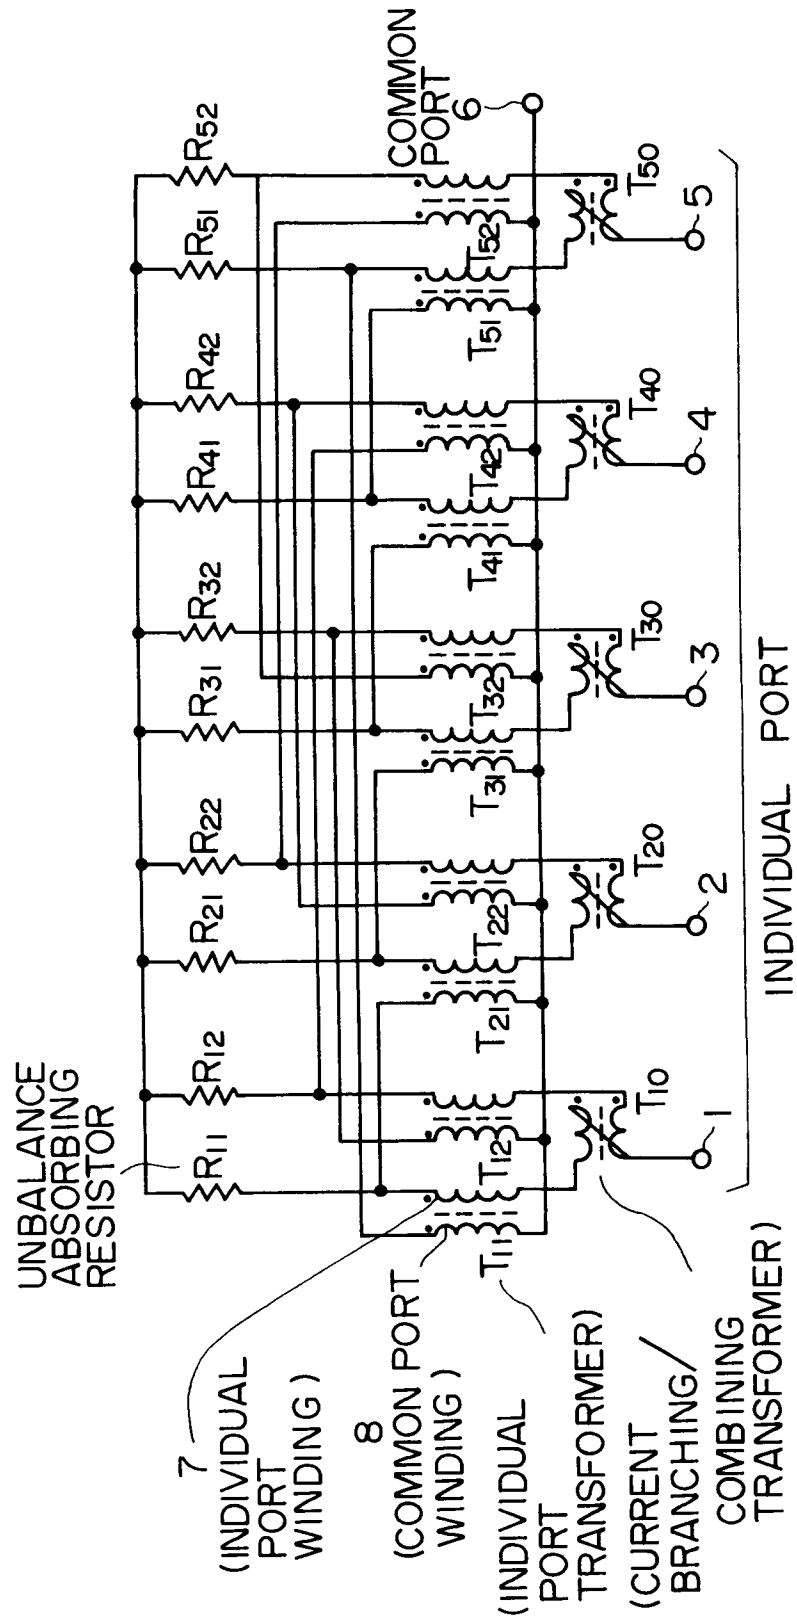 UNBALANCE
ABSORBING
RESISTOR
R11
R12
R21
R22
R31
R32
R41
R42
R51
R52
7
(INDIVIDUAL
PORT
WINDING)
8
(COMMON PORT
WINDING)
COMMON
PORT
6
T11
T12
T21
T22
T31
T32
T41
T42
T51
T52
(INDIVIDUAL
PORT
TRANSFORMER)
T10
T20
T30
T40
T50
(CURRENT
BRANCHING/
COMBINING
TRANSFORMER)
1
2
3
4
5
INDIVIDUAL PORT